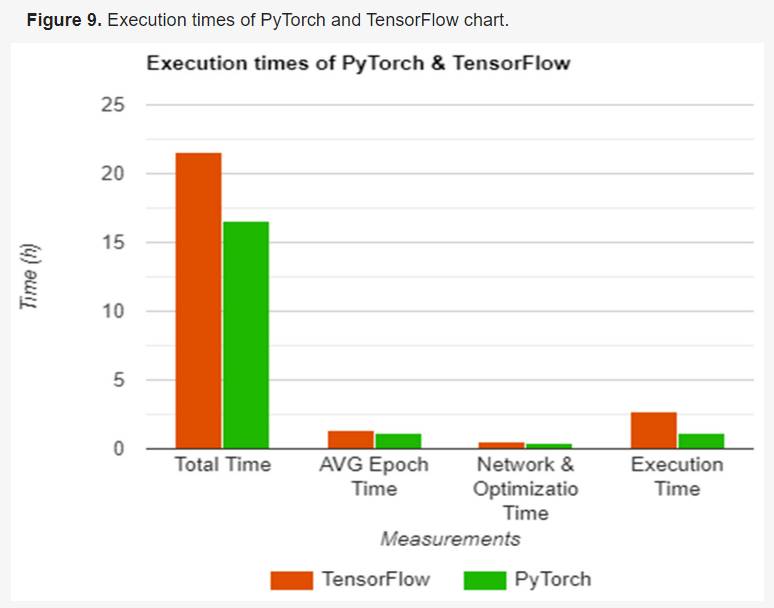 Figure 9. Execution times of PyTorch and TensorFlow chart.
Execution times of PyTorch & TensorFlow
25
20
15
10
5
0
Time (h)
Total Time
AVG Epoch
Time
Network &
Optimizatio
Time
Execution
Time
Measurements
TensorFlow
PyTorch